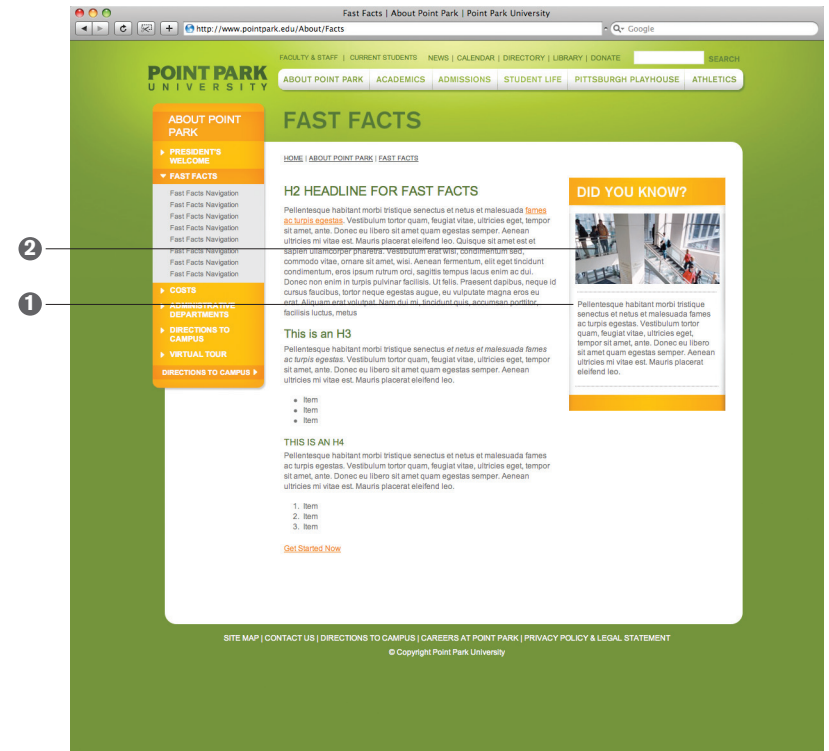 Fast Facts | About Point Park | Point Park University
http://www.pointpark.edu/About/Facts
Google
FACULTY & STAFF | CURRENT STUDENTS NEWS | CALENDAR | DIRECTORY | LIBRARY | DONATE SEARCH
POINT PARK
UNIVERSITY
ABOUT POINT PARK ACADEMICS ADMISSIONS STUDENT LIFE PITTSBURGH PLAYHOUSE ATHLETICS
ABOUT POINT
PARK
PRESIDENT'S
WELCOME
FAST FACTS
Fast Facts Navigation
Fast Facts Navigation
Fast Facts Navigation
Fast Facts Navigation
Fast Facts Navigation
Fast Facts Navigation
Fast Facts Navigation
Fast Facts Navigation
COSTS
ADMINISTRATIVE
DEPARTMENTS
DIRECTIONS TO
CAMPUS
VIRTUAL TOUR
DIRECTIONS TO CAMPUS
FAST FACTS
HOME | ABOUT POINT PARK | FAST FACTS
H2 HEADLINE FOR FAST FACTS
Pellentesque habitant morbi tristique senectus et netus et malesuada fames
ac turpis egestas. Vestibulum tortor quam, feugiat vitae, ultricies eget, tempor
sit amet, ante. Donec eu libero sit amet quam egestas semper. Aenean
ultricies mi vitae est. Mauris placerat eleifend leo. Quisque sit amet est et
sapien ullamcorper pharetra. Vestibulum erat wisi, condimentum sed,
commodo vitae, ornare sit amet, wisi. Aenean fermentum, elit eget tincidunt
condimentum, eros ipsum rutrum orci, sagittis tempus lacus enim ac dui.
Donec non enim in turpis pulvinar facilisis. Ut felis. Praesent dapibus, neque id
cursus faucibus, tortor neque egestas augue, eu vulputate magna eros eu
erat. Aliquam erat volutpat. Nam dui mi, tincidunt quis, accumsan porttitor,
facilisis luctus, metus
This is an H3
Pellentesque habitant morbi tristique senectus et netus et malesuada fames
ac turpis egestas. Vestibulum tortor quam, feugiat vitae, ultricies eget, tempor
sit amet, ante. Donec eu libero sit amet quam egestas semper. Aenean
ultricies mi vitae est. Mauris placerat eleifend leo.
• Item
• Item
• Item
THIS IS AN H4
Pellentesque habitant morbi tristique senectus et netus et malesuada fames
ac turpis egestas. Vestibulum tortor quam, feugiat vitae, ultricies eget, tempor
sit amet, ante. Donec eu libero sit amet quam egestas semper. Aenean
ultricies mi vitae est. Mauris placerat eleifend leo.
1. Item
2. Item
3. Item
Get Started Now
DID YOU KNOW?
2
1
Pellentesque habitant morbi tristique
senectus et netus et malesuada fames
ac turpis egestas. Vestibulum tortor
quam, feugiat vitae, ultricies eget,
tempor sit amet, ante. Donec eu libero
sit amet quam egestas semper. Aenean
ultricies mi vitae est. Mauris placerat
eleifend leo.
SITE MAP | CONTACT US | DIRECTIONS TO CAMPUS | CAREERS AT POINT PARK | PRIVACY POLICY & LEGAL STATEMENT
© Copyright Point Park University